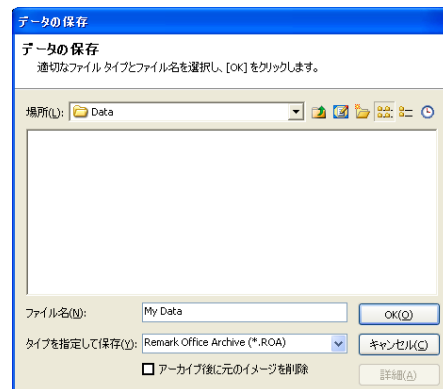 データの保存
データの保存
適切なファイル タイプとファイル名を選択し、[OK] をクリックします。
場所(L): Data
ファイル名(N): My Data OK(O)
タイプを指定して保存(Y): Remark Office Archive (*.ROA) キャンセル(C)
アーカイブ後に元のイメージを削除 詳細(A)